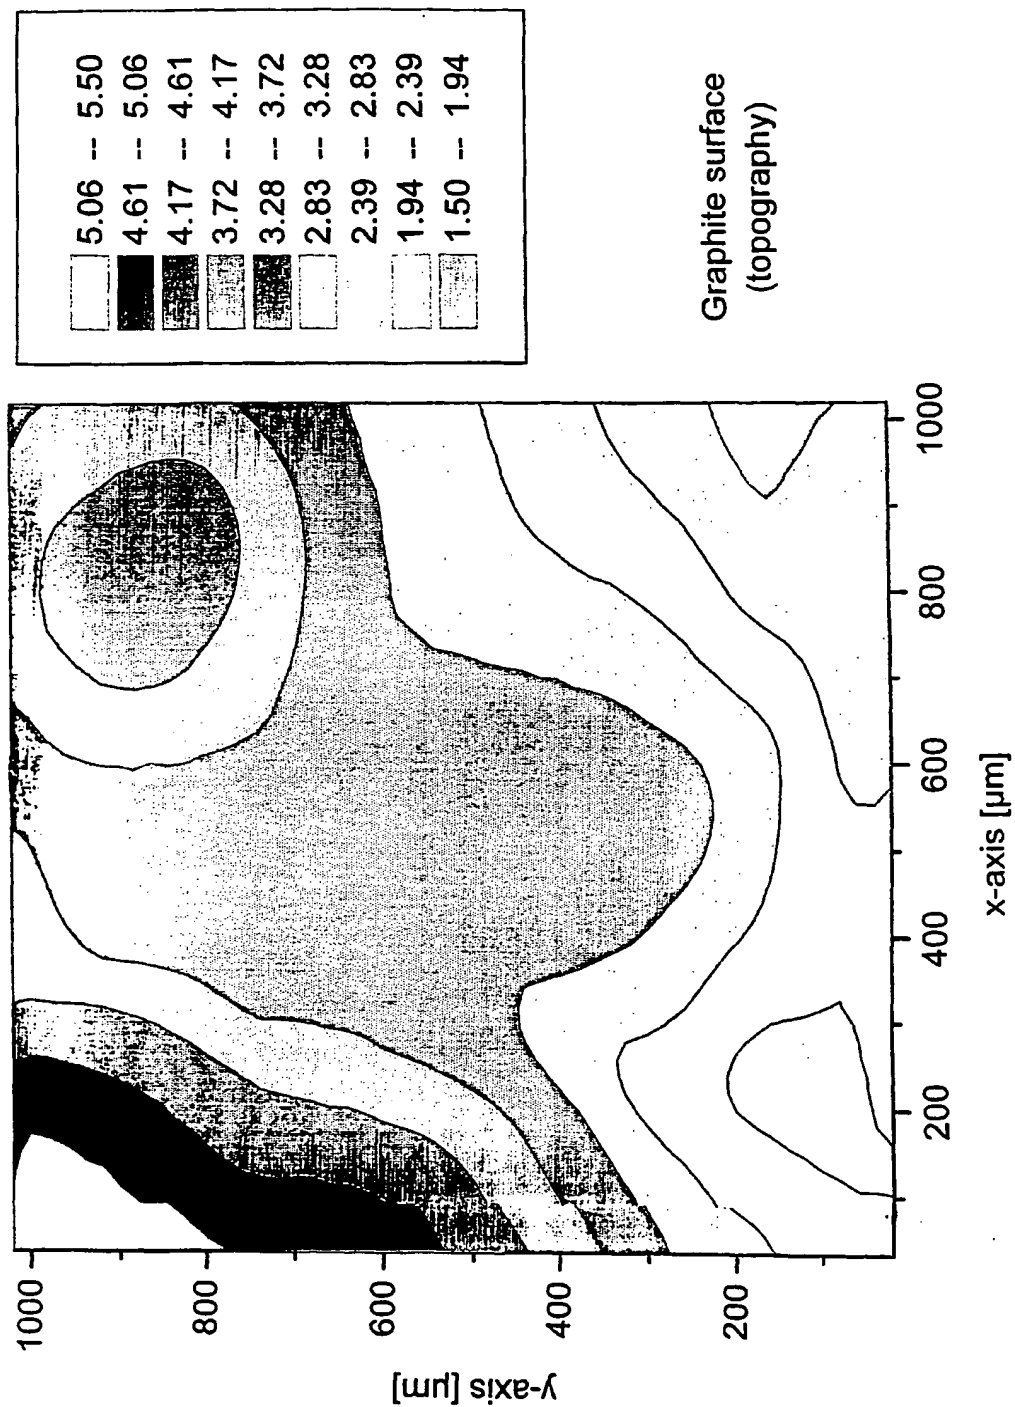 5.06 -- 5.50
4.61 -- 5.06
4.17 -- 4.61
3.72 -- 4.17
3.28 -- 3.72
2.83 -- 3.28
2.39 -- 2.83
1.94 -- 2.39
1.50 -- 1.94
Graphite surface
(topography)
1000
800
600
400
200
y-axis [µm]
200
400
600
800
1000
x-axis [µm]